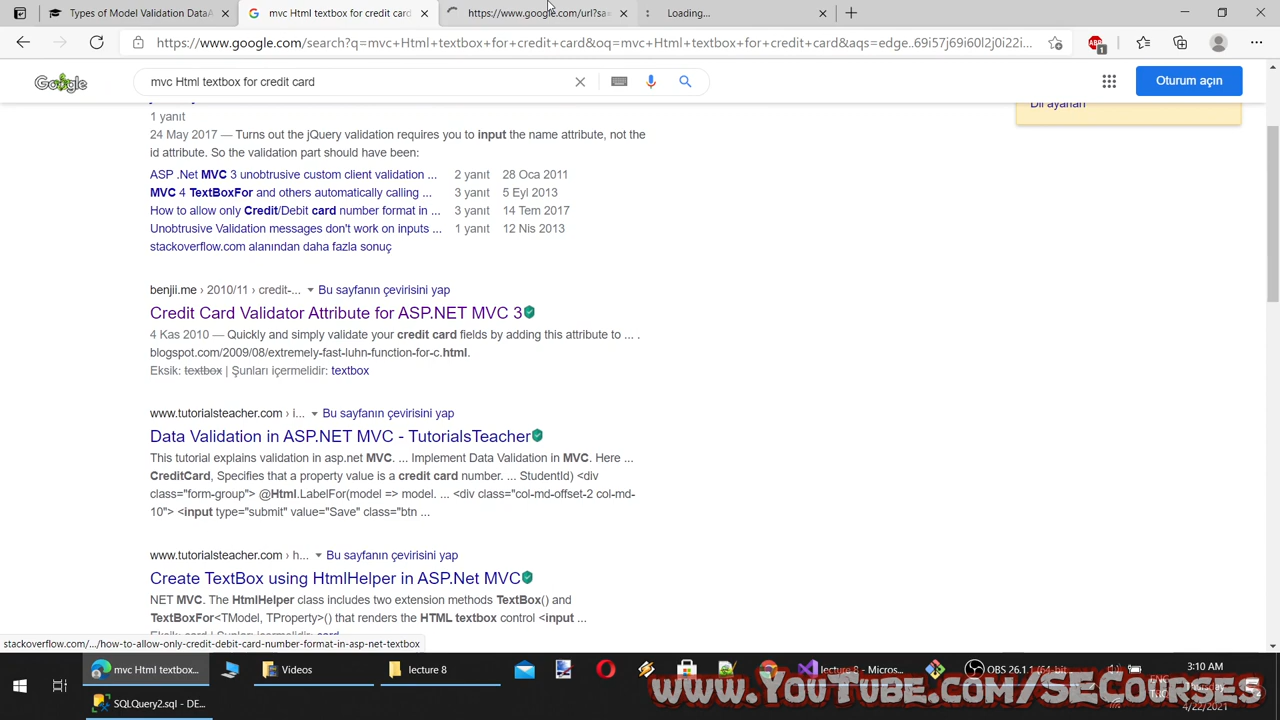 Types of Model Validation DataA
mvc Html textbox for credit card
https://www.google.com/url?sa=
Loading...
https://www.google.com/search?q=mvc+Html+textbox+for+credit+card&oq=mvc+Html+textbox+for+credit+card&aqs=edge..69i57j69i60l2j0i22i...
1
Google
mvc Html textbox for credit card
Oturum açın
Dil ayarları
1 yanıt
24 May 2017 — Turns out the jQuery validation requires you to input the name attribute, not the
id attribute. So the validation part should have been:
ASP .Net MVC 3 unobtrusive custom client validation ... 2 yanıt 28 Oca 2011
MVC 4 TextBoxFor and others automatically calling ... 3 yanıt 5 Eyl 2013
How to allow only Credit/Debit card number format in ... 3 yanıt 14 Tem 2017
Unobtrusive Validation messages don't work on inputs ... 1 yanıt 12 Nis 2013
stackoverflow.com alanından daha fazla sonuç
benjii.me › 2010/11 › credit-... Bu sayfanın çevirisini yap
Credit Card Validator Attribute for ASP.NET MVC 3
4 Kas 2010 — Quickly and simply validate your credit card fields by adding this attribute to ... .
blogspot.com/2009/08/extremely-fast-luhn-function-for-c.html.
Eksik: textbox | Şunları içermelidir: textbox
www.tutorialsteacher.com › i... Bu sayfanın çevirisini yap
Data Validation in ASP.NET MVC - TutorialsTeacher
This tutorial explains validation in asp.net MVC. ... Implement Data Validation in MVC. Here ...
CreditCard, Specifies that a property value is a credit card number. ... StudentId) <div
class="form-group"> @Html.LabelFor(model => model. ... <div class="col-md-offset-2 col-md-
10"> <input type="submit" value="Save" class="btn ...
www.tutorialsteacher.com › h... Bu sayfanın çevirisini yap
Create TextBox using HtmlHelper in ASP.Net MVC
NET MVC. The HtmlHelper class includes two extension methods TextBox() and
TextBoxFor<TModel, TProperty>() that renders the HTML textbox control <input ...
Eksik: card | Şunları içermelidir: card
stackoverflow.com/.../how-to-allow-only-credit-debit-card-number-format-in-asp-net-textbox
mvc Html textbox...
Videos
lecture 8
lecture 8 - Micros...
OBS 26.1.1 (64-bit...
ENG
3:10 AM
Thursday
4/22/2021
SQLQuery2.sql - DE...
www.YouTube.com/SECourses